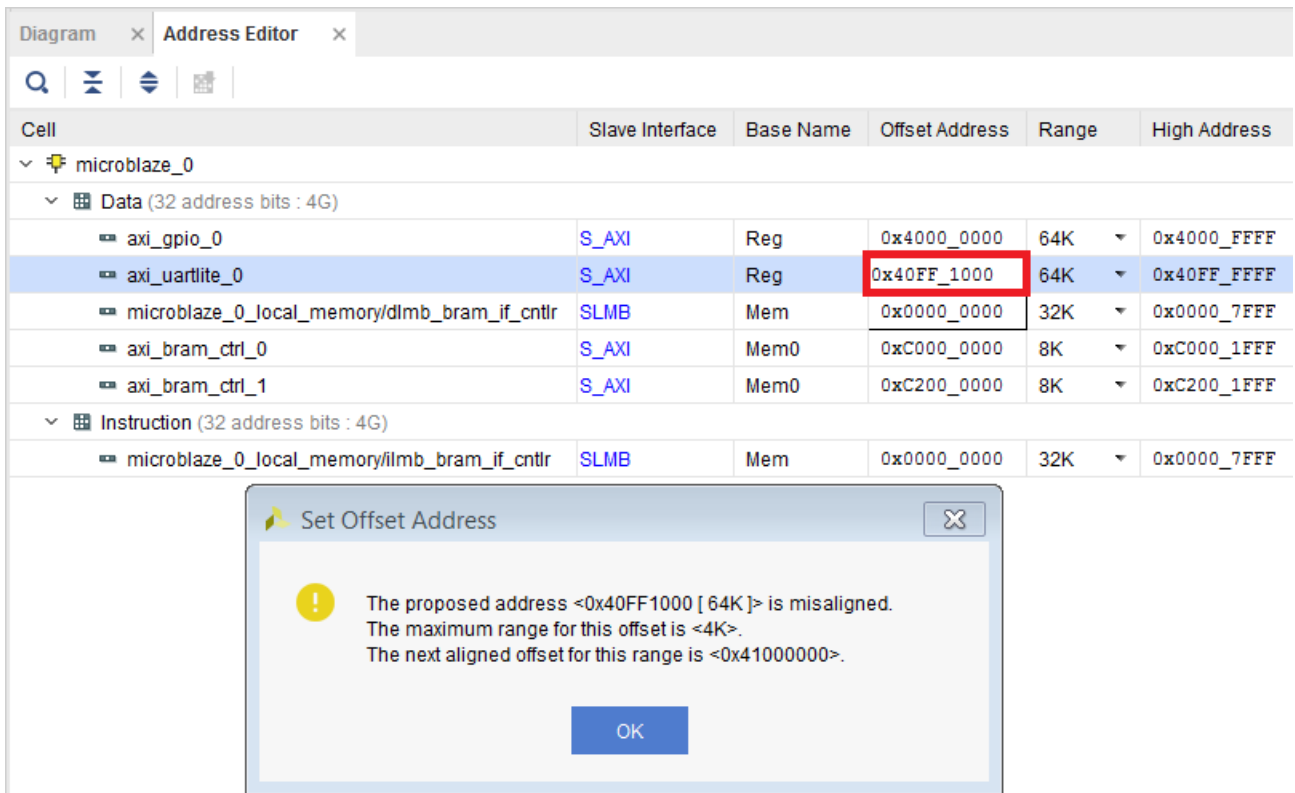 Diagram × Address Editor ×
Cell Slave Interface Base Name Offset Address Range High Address
microblaze_0
Data (32 address bits : 4G)
axi_gpio_0 S_AXI Reg 0x4000_0000 64K 0x4000_FFFF
axi_uartlite_0 S_AXI Reg 0x40FF_1000 64K 0x40FF_FFFF
microblaze_0_local_memory/dlmb_bram_if_cntlr SLMB Mem 0x0000_0000 32K 0x0000_7FFF
axi_bram_ctrl_0 S_AXI Mem0 0xC000_0000 8K 0xC000_1FFF
axi_bram_ctrl_1 S_AXI Mem0 0xC200_0000 8K 0xC200_1FFF
Instruction (32 address bits : 4G)
microblaze_0_local_memory/ilmb_bram_if_cntlr SLMB Mem 0x0000_0000 32K 0x0000_7FFF
Set Offset Address
The proposed address <0x40FF1000 [ 64K ]> is misaligned.
The maximum range for this offset is <4K>.
The next aligned offset for this range is <0x41000000>.
OK